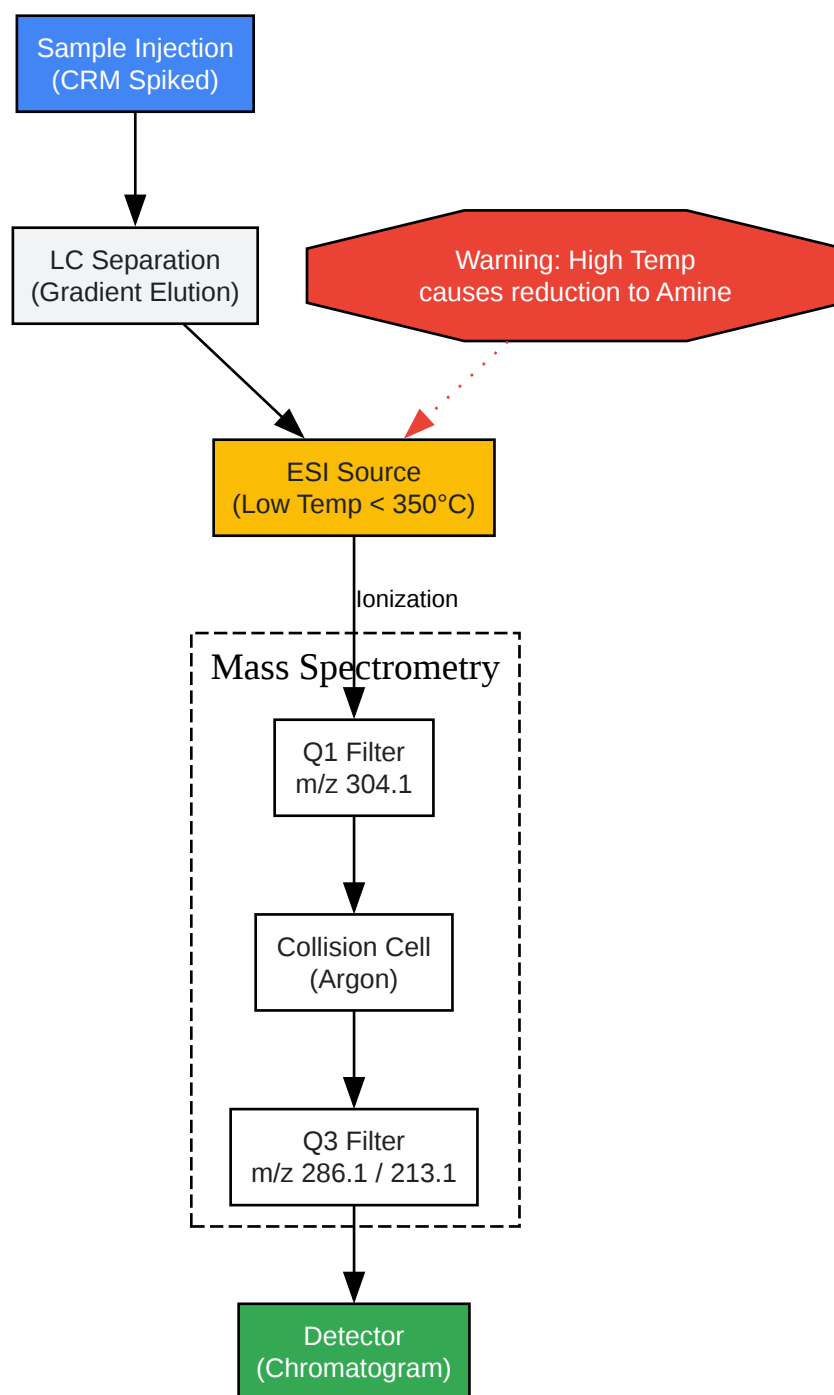 Sample Injection
(CRM Spiked)
LC Separation
(Gradient Elution)
Warning: High Temp
causes reduction to Amine
ESI Source
(Low Temp < 350°C)
Ionization
Mass Spectrometry
Q1 Filter
m/z 304.1
Collision Cell
(Argon)
Q3 Filter
m/z 286.1 / 213.1
Detector
(Chromatogram)